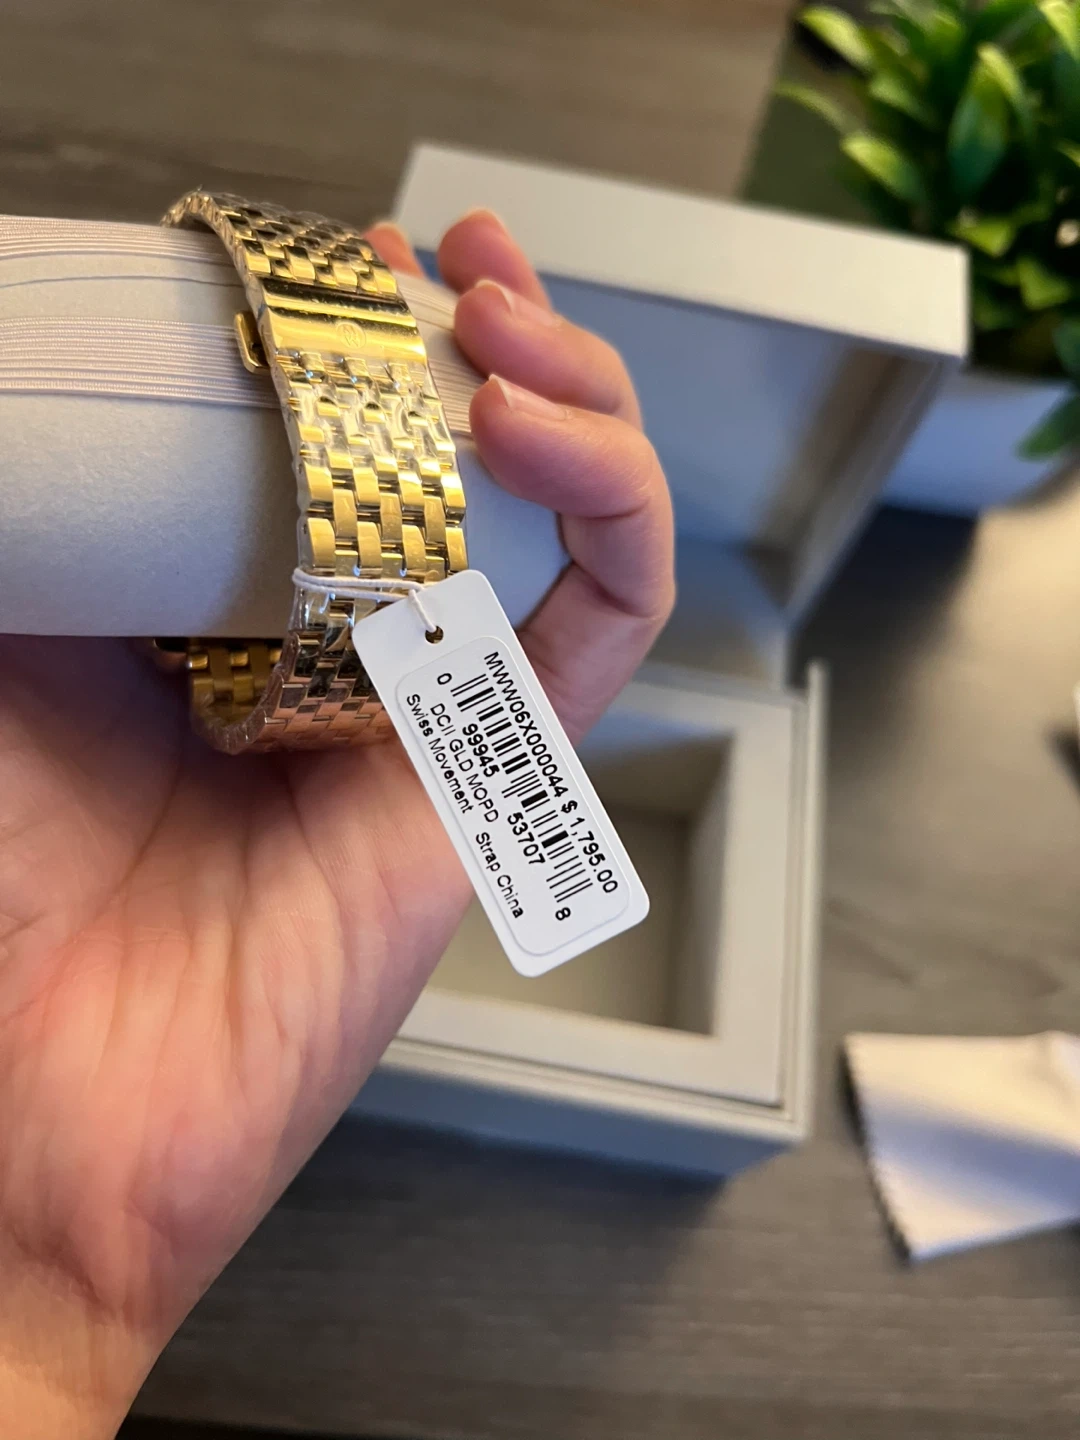 MWW06X000044 $ 1,795.00
0 99945 53707 8
DCII GLD MOPD
Swiss Movement Strap China